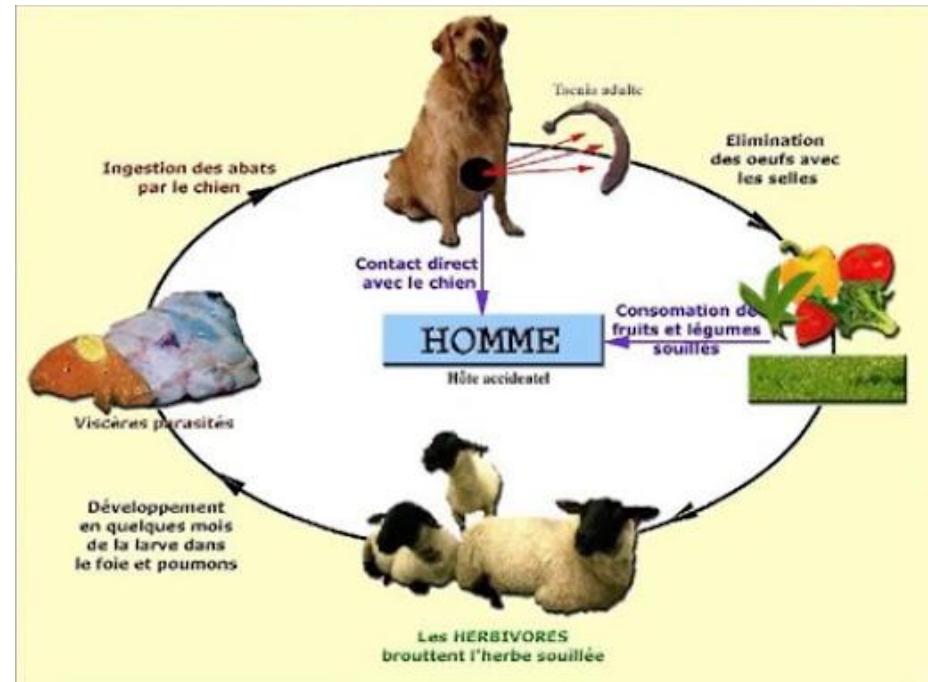 Taenia adulte
Elimination
des oeufs avec
les selles
Ingestion des abats
par le chien
Contact direct
avec le chien
Consomation de
fruits et légumes
souillés
HOMME
Hôte accidentel
Viscères parasités
Développement
en quelques mois
de la larve dans
le foie et poumons
Les HERBIVORES
brouttent l'herbe souillée